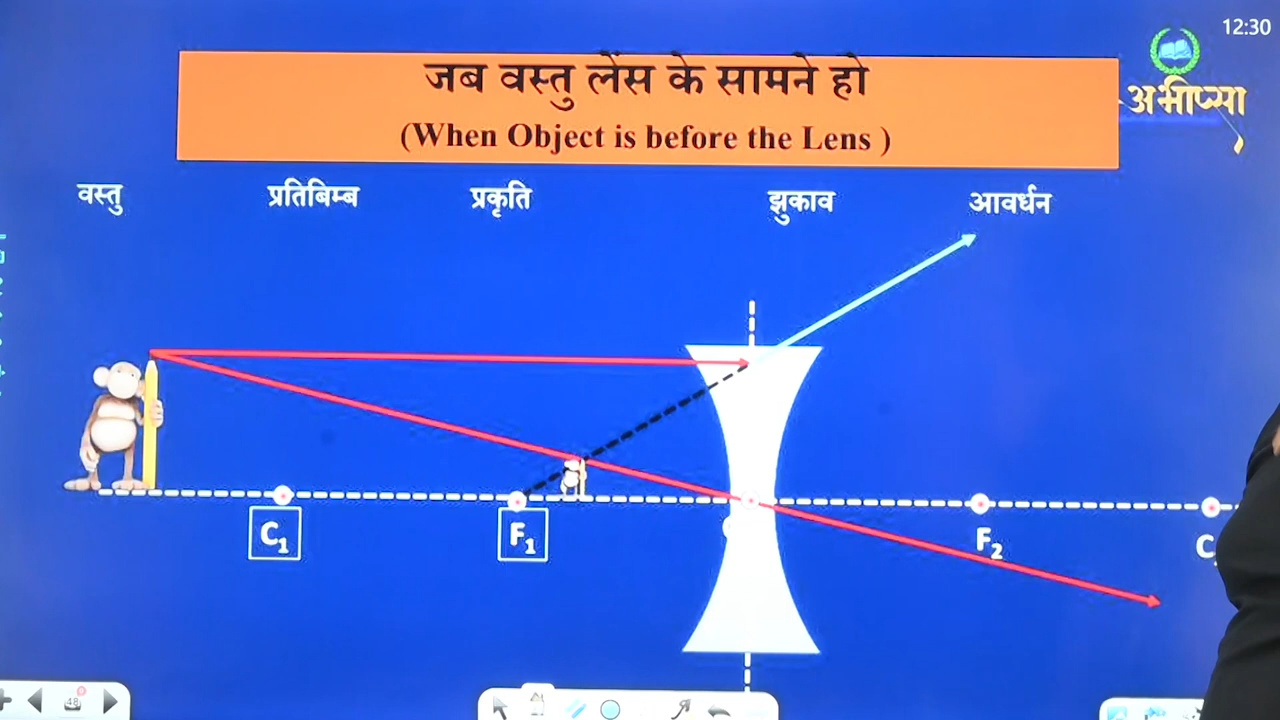 12:30
अभीप्सा
जब वस्तु लेंस के सामने हो
(When Object is before the Lens )
वस्तु प्रतिबिम्ब प्रकृति झुकाव आवर्धन
C₁ F₁ F₂ C
48